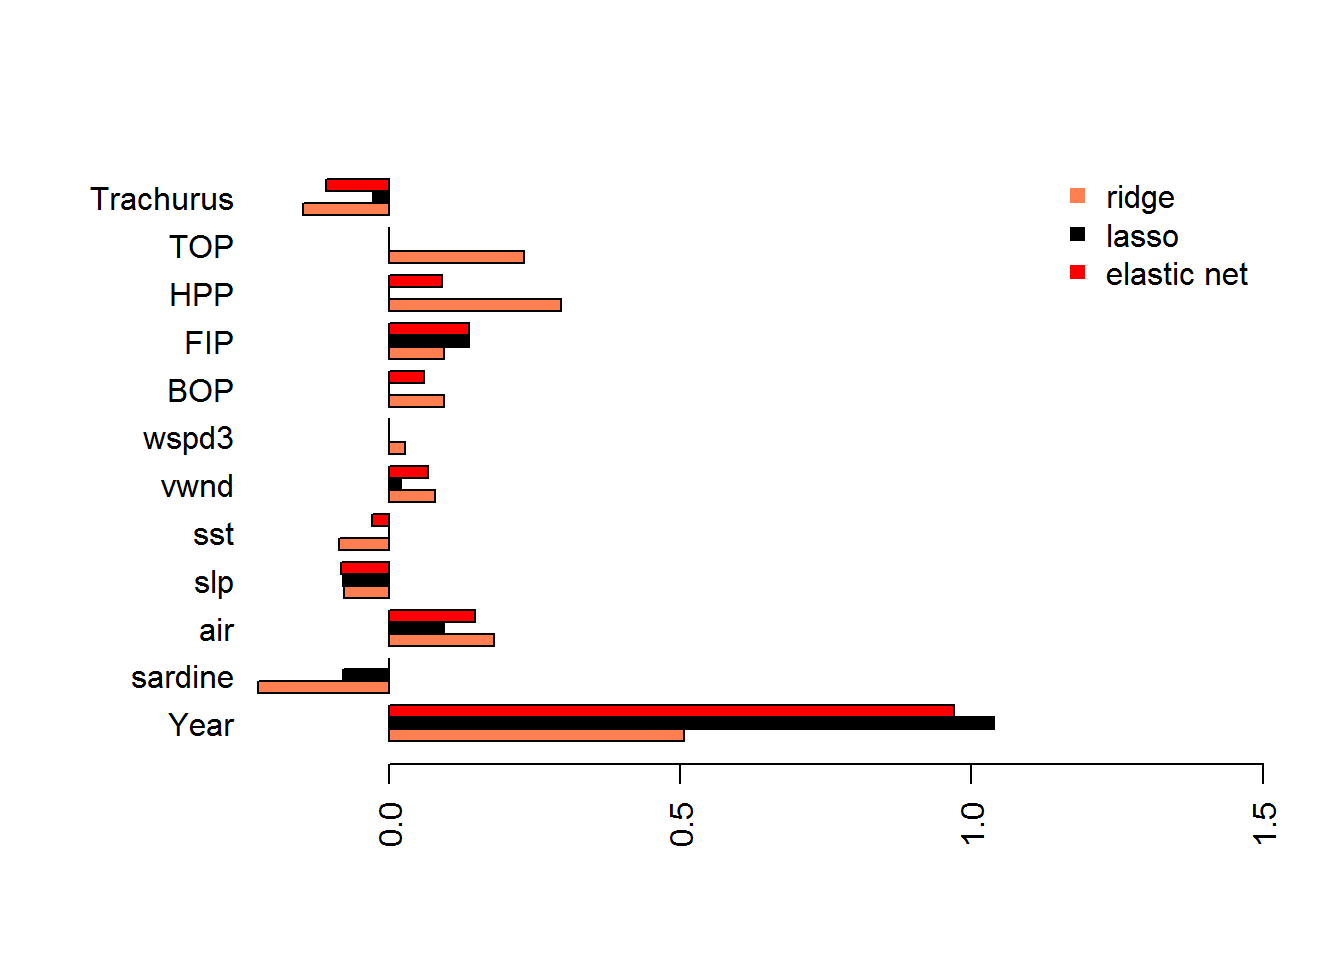 Trachurus
TOP
HPP
FIP
BOP
wspd3
vwnd
sst
slp
air
sardine
Year
ridge
lasso
elastic net
0.0
0.5
1.0
1.5